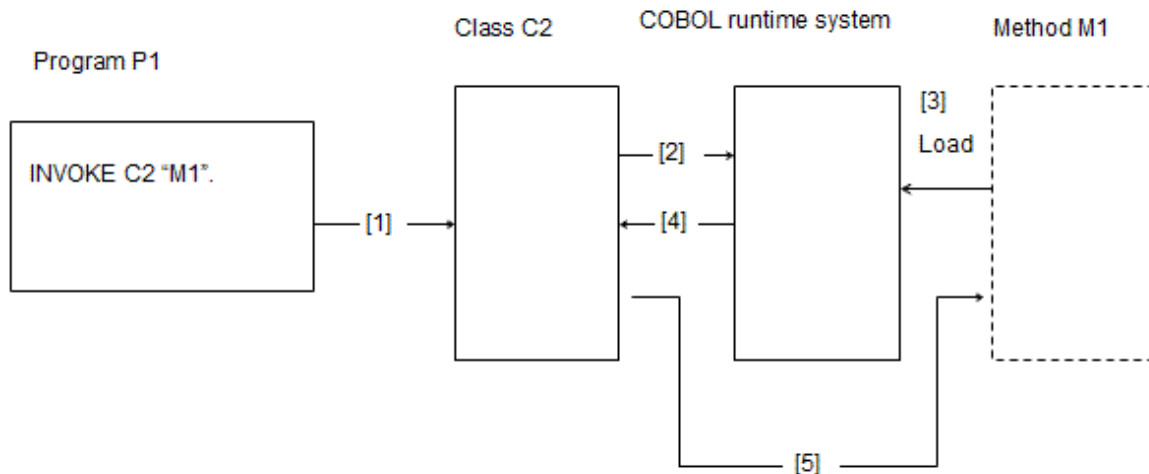 Program P1
Class C2
COBOL runtime system
Method M1
INVOKE C2 “M1”.
[1]
[2]
[3]
Load
[4]
[5]